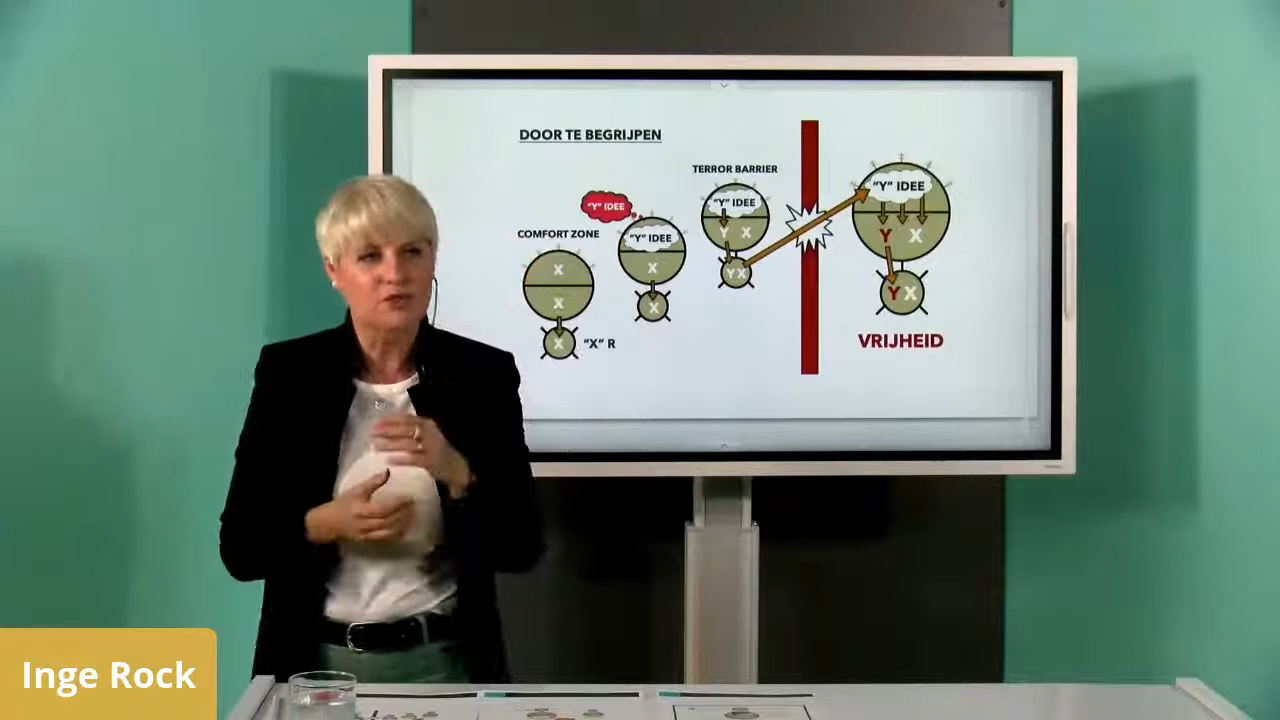 DOOR TE BEGRIJPEN
TERROR BARRIER
"Y" IDEE
"Y" IDEE
"Y" IDEE
"Y" IDEE
COMFORT ZONE
X
X
X
"X" R
X
X
Y X
Y X
Y X
Y X
VRIJHEID
Inge Rock